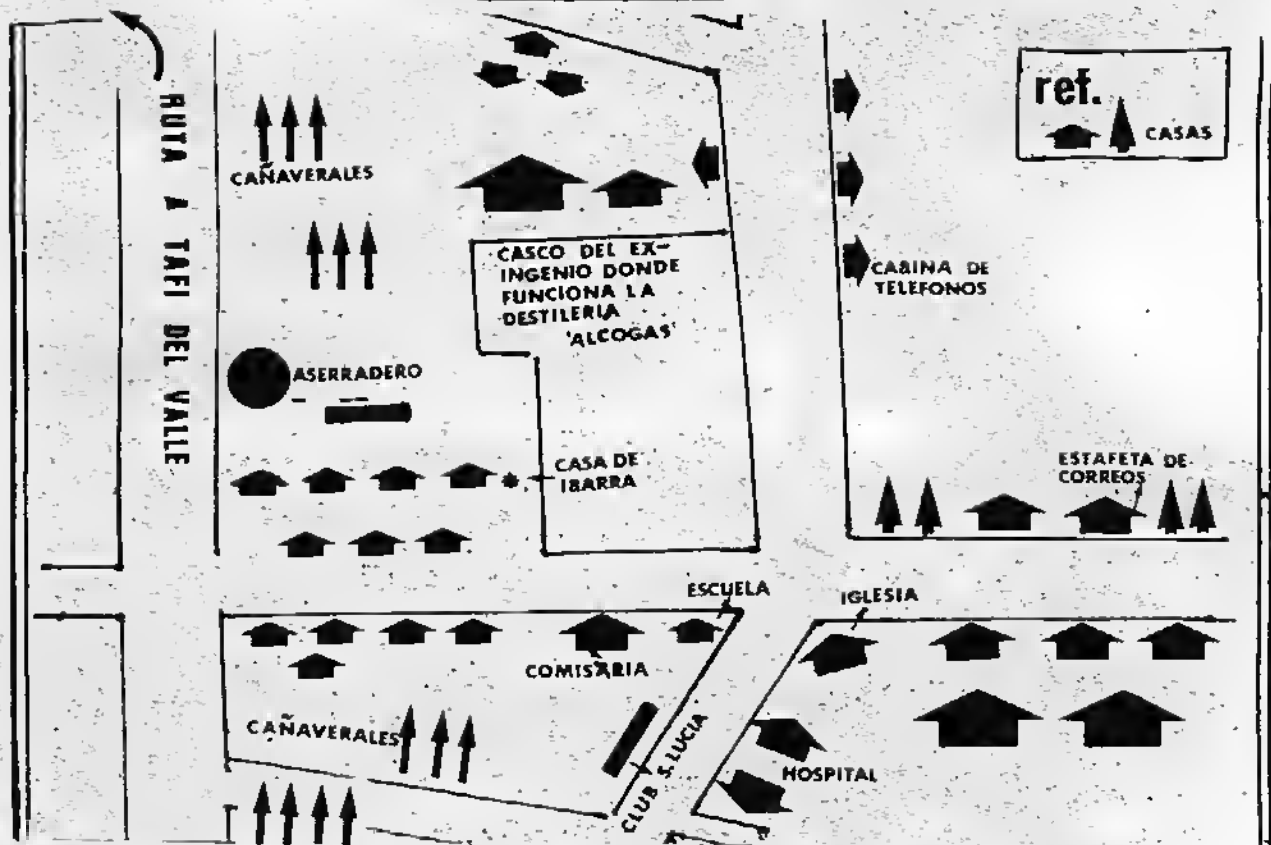 ref.
CASAS
RUTA A TAFI DEL VALLE
CAÑAVERALES
CASCO DEL EX-
INGENIO DONDE
FUNCIONA LA
DESTILERIA
'ALCOGAS'
CABINA DE
TELEFONOS
ASERRADERO
CASA DE
IBARRA
ESTAFETA DE
CORREOS
ESCUELA
IGLESIA
COMISARIA
CAÑAVERALES
CLUB S. LUCIA
HOSPITAL